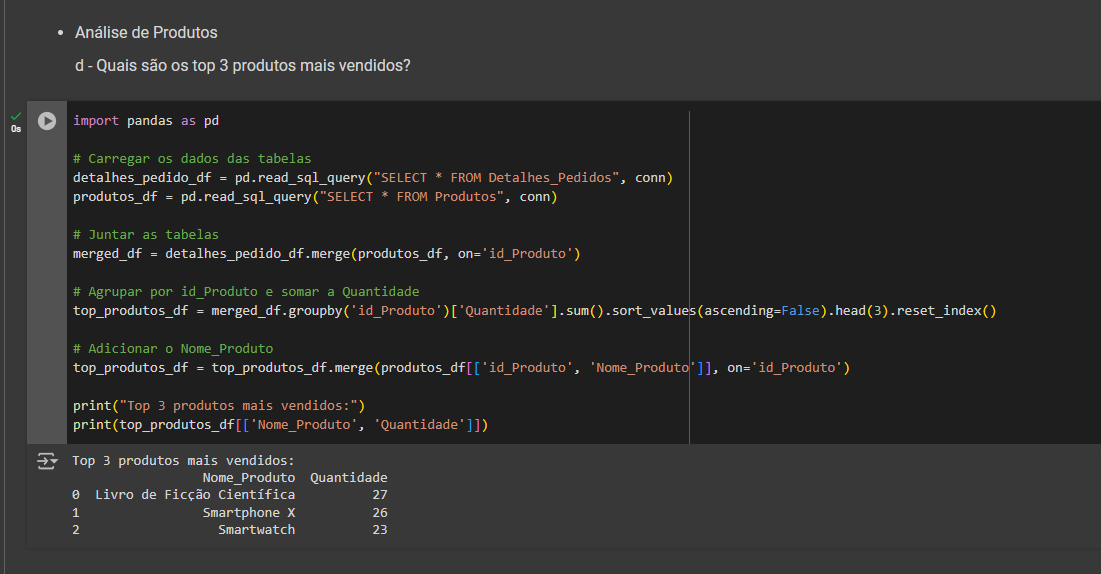 • Análise de Produtos
d - Quais são os top 3 produtos mais vendidos?
0s
import pandas as pd
# Carregar os dados das tabelas
detalhes_pedido_df = pd.read_sql_query("SELECT * FROM Detalhes_Pedidos", conn)
produtos_df = pd.read_sql_query("SELECT * FROM Produtos", conn)
# Juntar as tabelas
merged_df = detalhes_pedido_df.merge(produtos_df, on='id_Produto')
# Agrupar por id_Produto e somar a Quantidade
top_produtos_df = merged_df.groupby('id_Produto')['Quantidade'].sum().sort_values(ascending=False).head(3).reset_index()
# Adicionar o Nome_Produto
top_produtos_df = top_produtos_df.merge(produtos_df[['id_Produto', 'Nome_Produto']], on='id_Produto')
print("Top 3 produtos mais vendidos:")
print(top_produtos_df[['Nome_Produto', 'Quantidade']])
Top 3 produtos mais vendidos:
Nome_Produto Quantidade
0 Livro de Ficção Científica 27
1 Smartphone X 26
2 Smartwatch 23